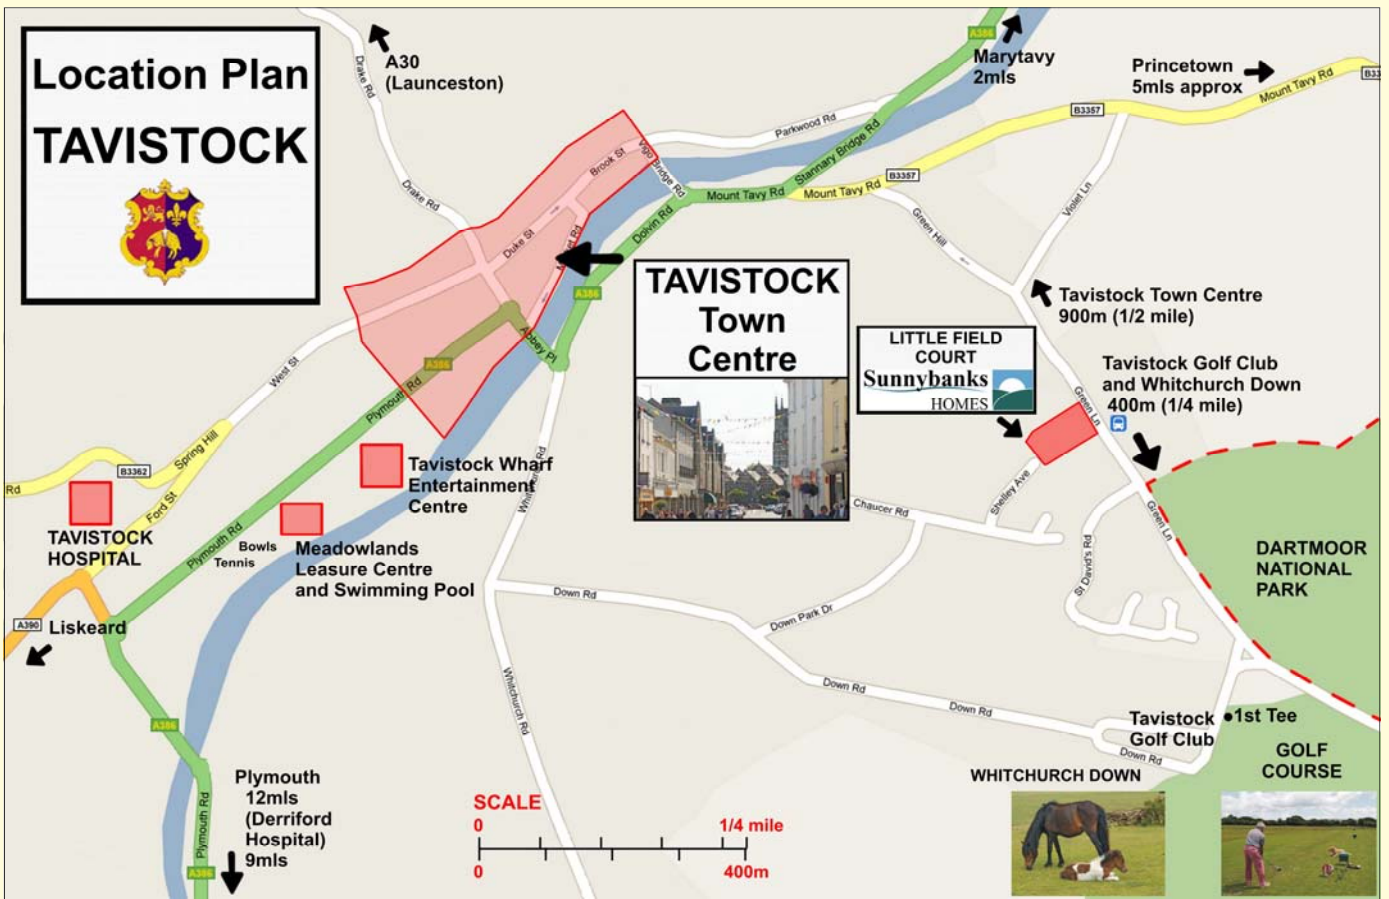 Location Plan
TAVISTOCK
A30
(Launceston)
Drake Rd
Drake Rd
A386
Marytavy
2mls
Princetown
5mls approx
Mount Tavy Rd
B33
B3357
Parkwood Rd
Stannary Bridge Rd
B3357
Mount Tavy Rd
Mount Tavy Rd
Vigo Bridge Rd
Brook St
Duke St
Dolvin Rd
A386
Abbey Pl
Green Hill
Violet Ln
TAVISTOCK
Town
Centre
Tavistock Town Centre
900m (1/2 mile)
LITTLE FIELD
COURT
Sunnybanks
HOMES
Tavistock Golf Club
and Whitchurch Down
400m (1/4 mile)
Green Ln
West St
A386
Plymouth Rd
Spring Hill
B3362
Rd
Ford St
TAVISTOCK
HOSPITAL
Tavistock Wharf
Entertainment
Centre
Whitchurch Rd
Plymouth Rd
Bowls
Tennis
Meadowlands
Leasure Centre
and Swimming Pool
Chaucer Rd
Shelley Ave
Green Ln
St David's Rd
DARTMOOR
NATIONAL
PARK
Down Rd
Down Park Dr
A390
Liskeard
Whitchurch Rd
Down Rd
Down Rd
Down Rd
Tavistock
Golf Club
1st Tee
GOLF
COURSE
WHITCHURCH DOWN
A386
Plymouth
12mls
(Derriford
Hospital)
9mls
Plymouth Rd
A386
SCALE
0
1/4 mile
0
400m